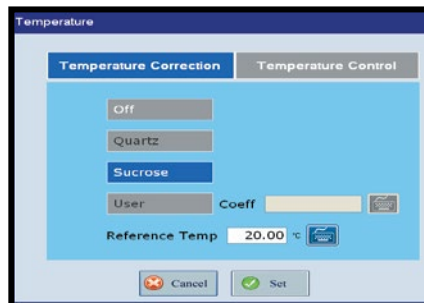 Temperature
Temperature Correction Temperature Control
Off
Quartz
Sucrose
User Coeff
Reference Temp 20.00 °C
Cancel Set